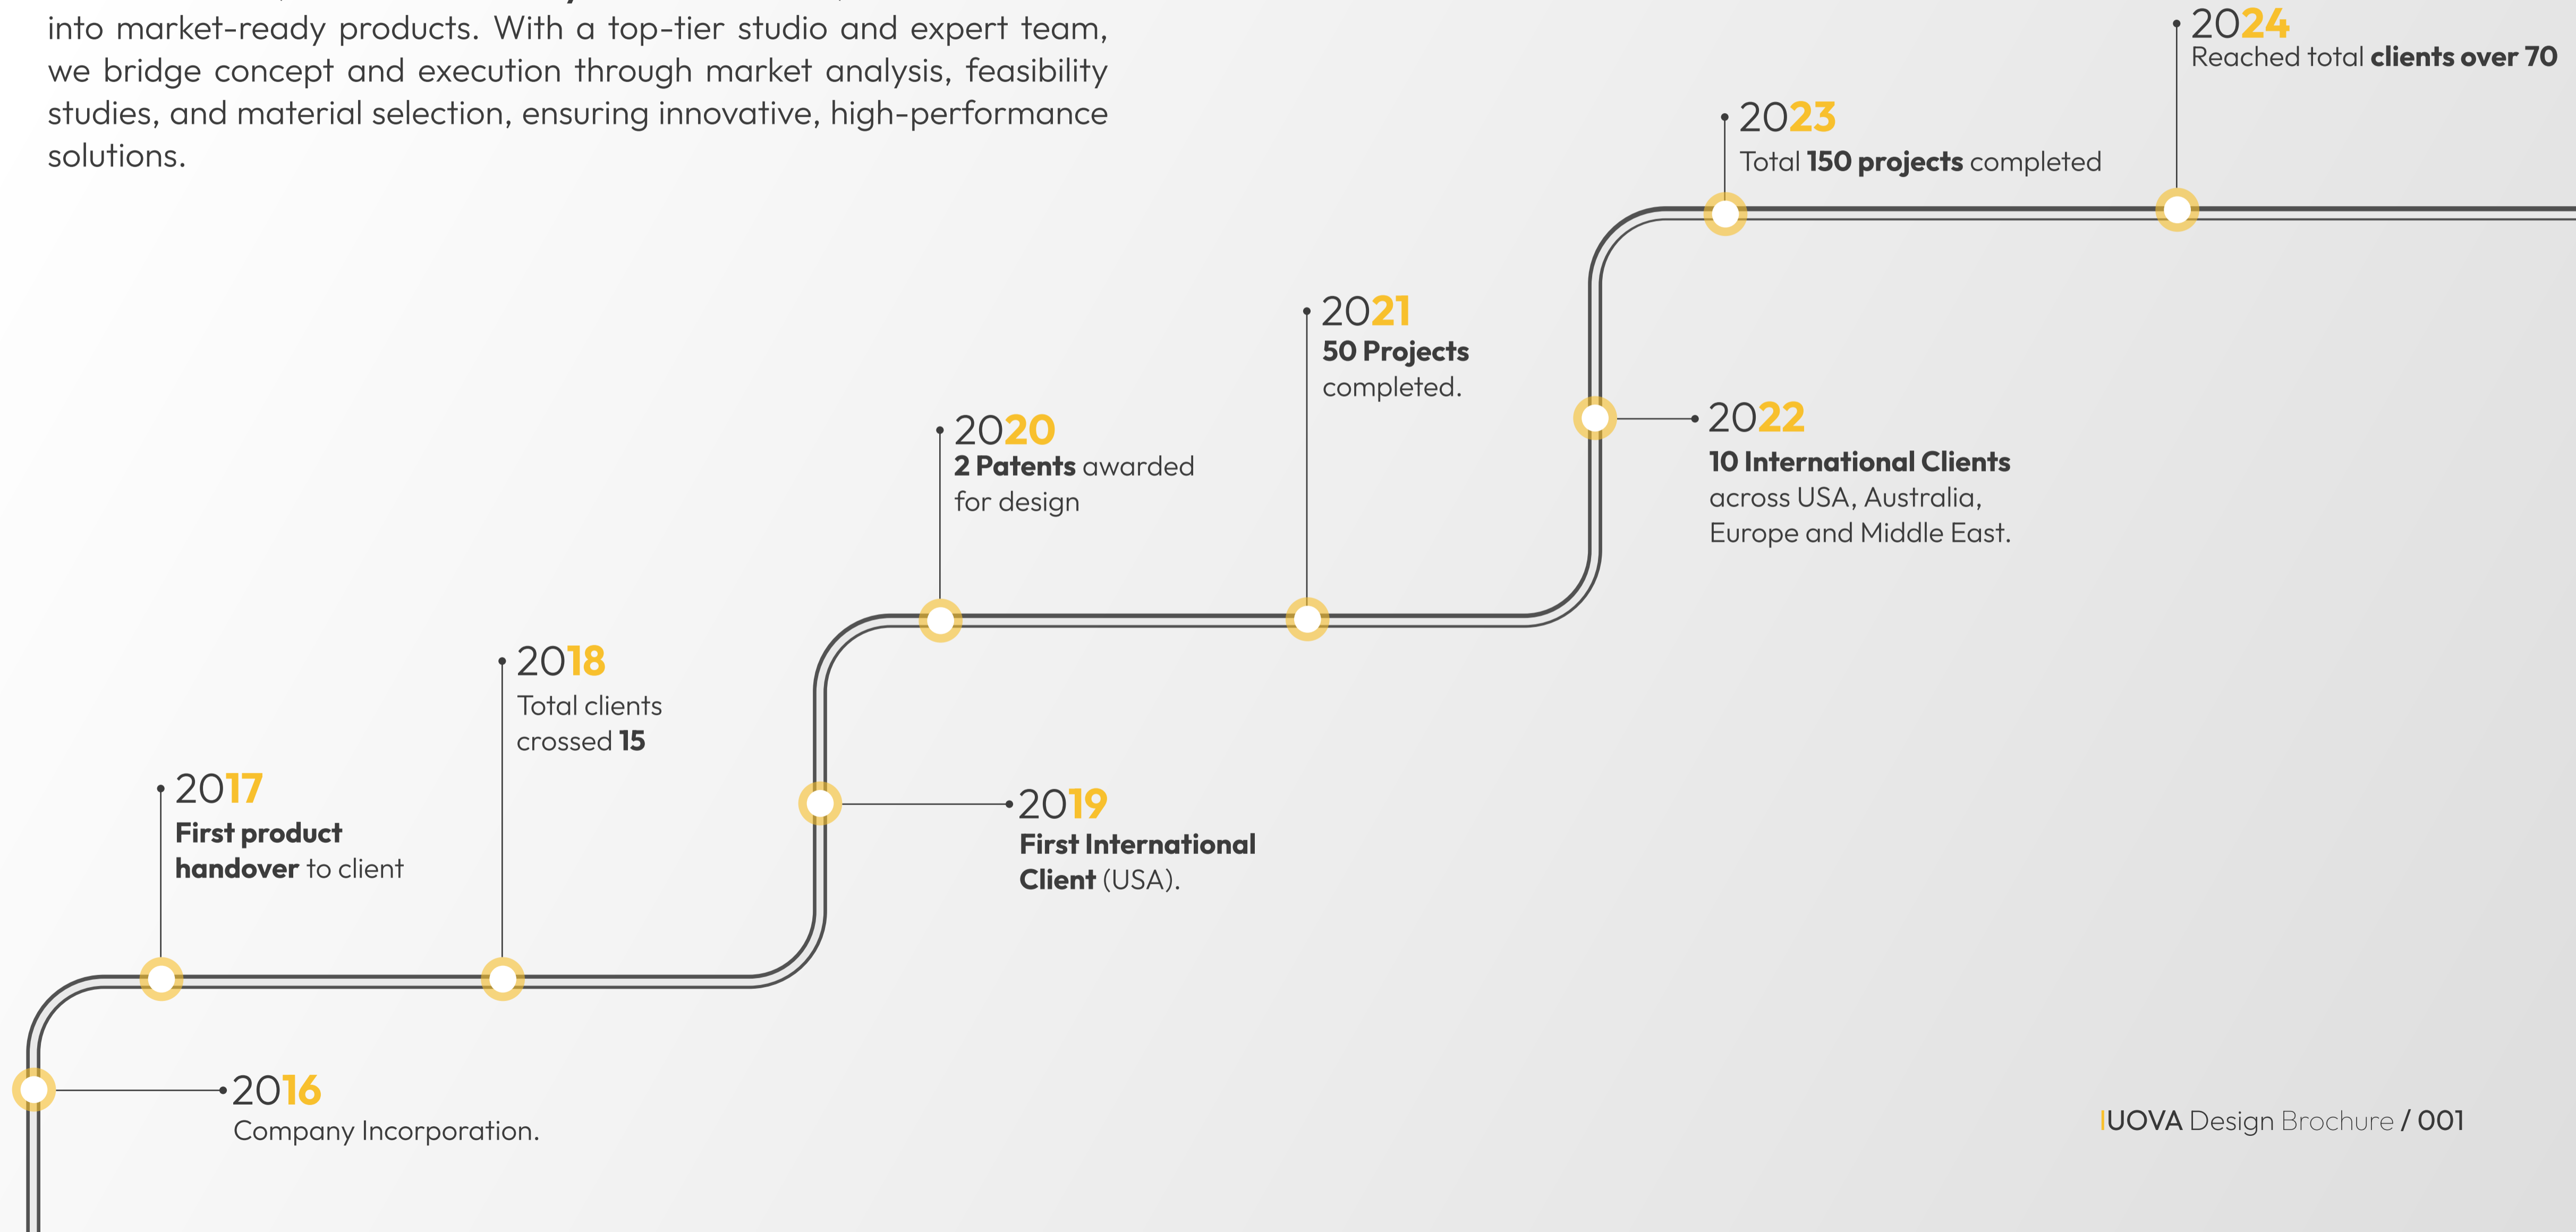 into market-ready products. With a top-tier studio and expert team,
we bridge concept and execution through market analysis, feasibility
studies, and material selection, ensuring innovative, high-performance
solutions.
2024
Reached total clients over 70
2023
Total 150 projects completed
2021
50 Projects
completed.
2022
10 International Clients
across USA, Australia,
Europe and Middle East.
2020
2 Patents awarded
for design
2018
Total clients
crossed 15
2017
First product
handover to client
2019
First International
Client (USA).
2016
Company Incorporation.
IUOVA Design Brochure / 001